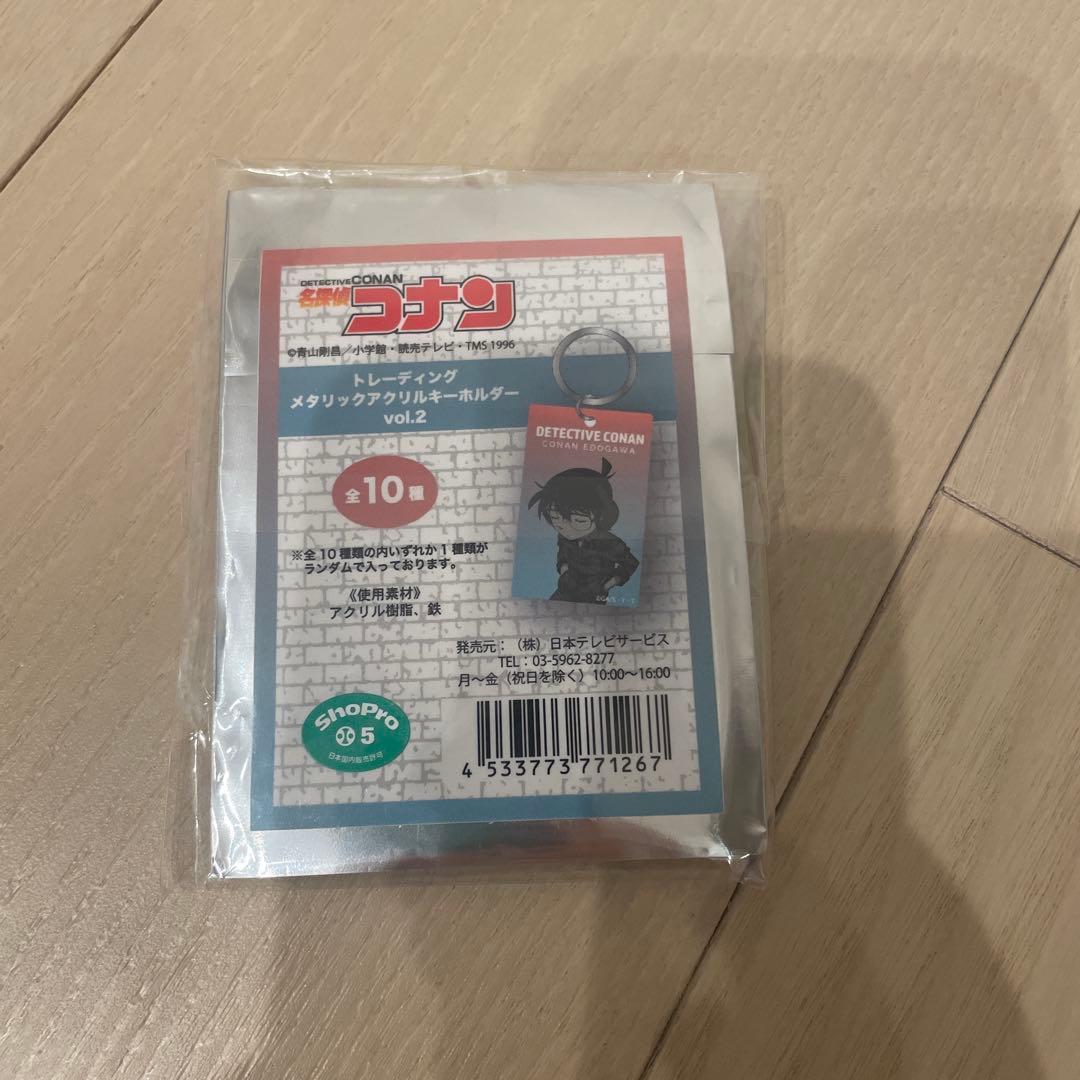 DETECTIVE CONAN
名探偵コナン
©青山剛昌／小学館・読売テレビ・TMS 1996
トレーディング
メタリックアクリルキーホルダー
vol.2
DETECTIVE CONAN
CONAN EDOGAWA
全10種
※全10種類の内いずれか1種類が
ランダムで入っております。
《使用素材》
アクリル樹脂、鉄
発売元：（株）日本テレビサービス
TEL：03-5962-8277
月～金（祝日を除く）10:00～16:00
ShoPro
5
日本国内販売許可
4 533773 771267